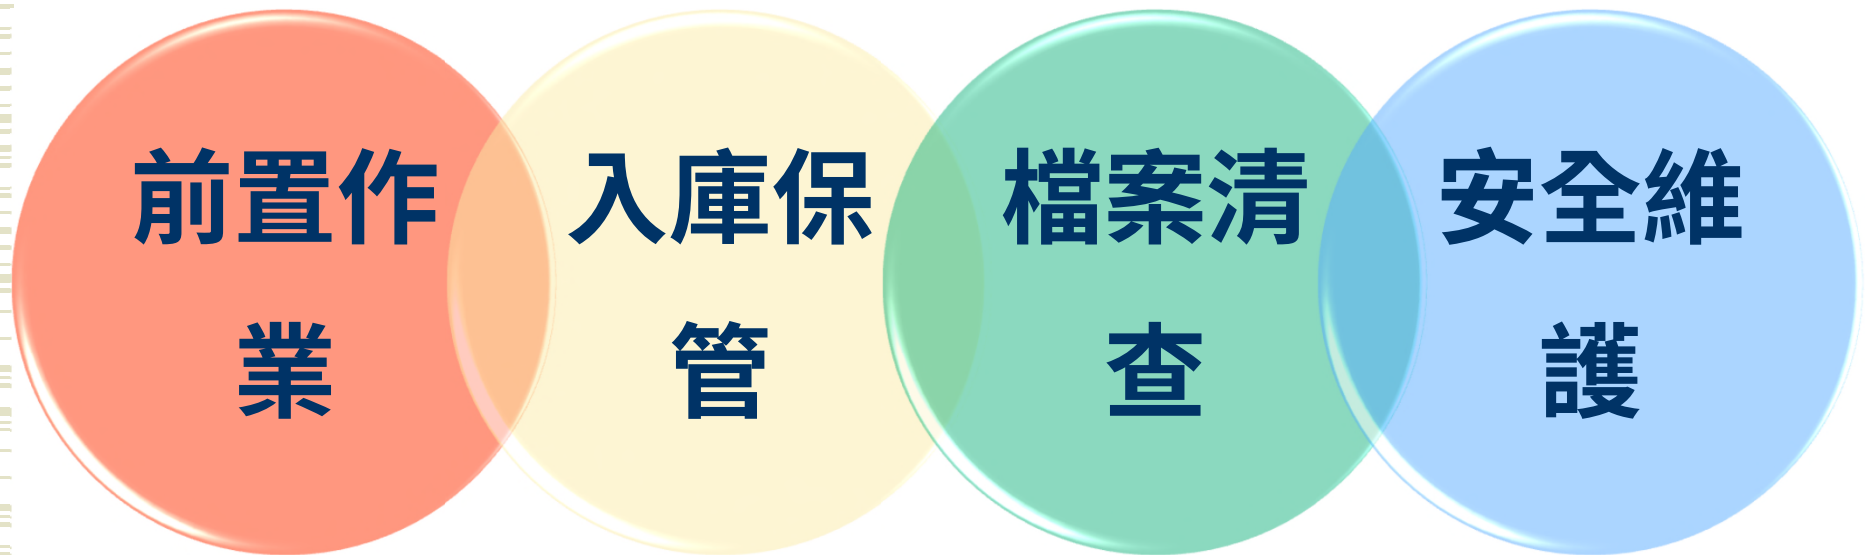 前置作
業
入庫保
管
檔案清
查
安全維
護